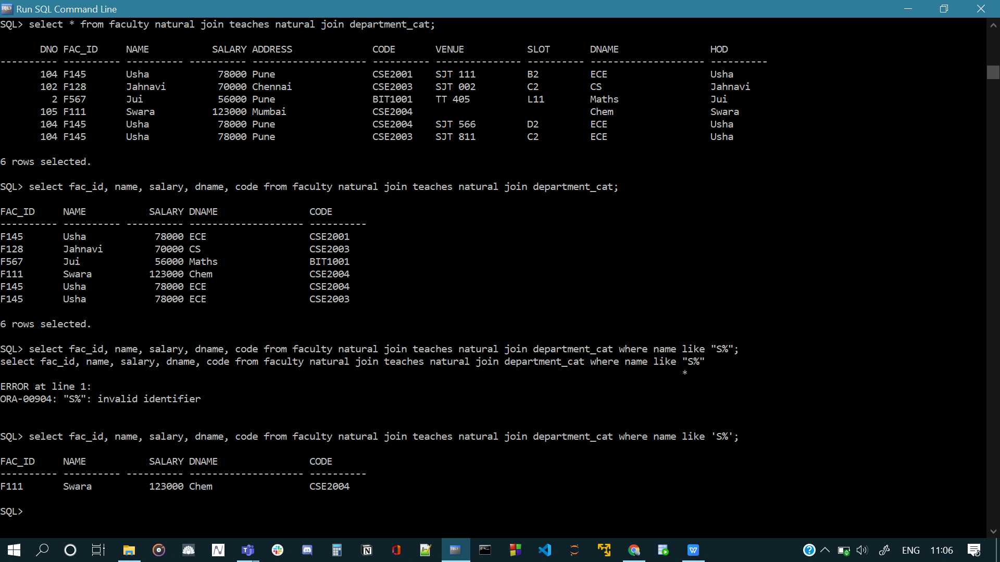 Run SQL Command Line
SQL> select * from faculty natural join teaches natural join department_cat;
DNO FAC_ID NAME SALARY ADDRESS CODE VENUE SLOT DNAME HOD
---------- ---------- ---------- ---------- -------------------- ---------- --------------- ---------- -------------------- ----------
104 F145 Usha 78000 Pune CSE2001 SJT 111 B2 ECE Usha
102 F128 Jahnavi 70000 Chennai CSE2003 SJT 002 C2 CS Jahnavi
2 F567 Jui 56000 Pune BIT1001 TT 405 L11 Maths Jui
105 F111 Swara 123000 Mumbai CSE2004 Chem Swara
104 F145 Usha 78000 Pune CSE2004 SJT 566 D2 ECE Usha
104 F145 Usha 78000 Pune CSE2003 SJT 811 C2 ECE Usha
6 rows selected.
SQL> select fac_id, name, salary, dname, code from faculty natural join teaches natural join department_cat;
FAC_ID NAME SALARY DNAME CODE
---------- ---------- ---------- -------------------- ----------
F145 Usha 78000 ECE CSE2001
F128 Jahnavi 70000 CS CSE2003
F567 Jui 56000 Maths BIT1001
F111 Swara 123000 Chem CSE2004
F145 Usha 78000 ECE CSE2004
F145 Usha 78000 ECE CSE2003
6 rows selected.
SQL> select fac_id, name, salary, dname, code from faculty natural join teaches natural join department_cat where name like "S%";
select fac_id, name, salary, dname, code from faculty natural join teaches natural join department_cat where name like "S%"
*
ERROR at line 1:
ORA-00904: "S%": invalid identifier
SQL> select fac_id, name, salary, dname, code from faculty natural join teaches natural join department_cat where name like 'S%';
FAC_ID NAME SALARY DNAME CODE
---------- ---------- ---------- -------------------- ----------
F111 Swara 123000 Chem CSE2004
SQL>
ENG 11:06